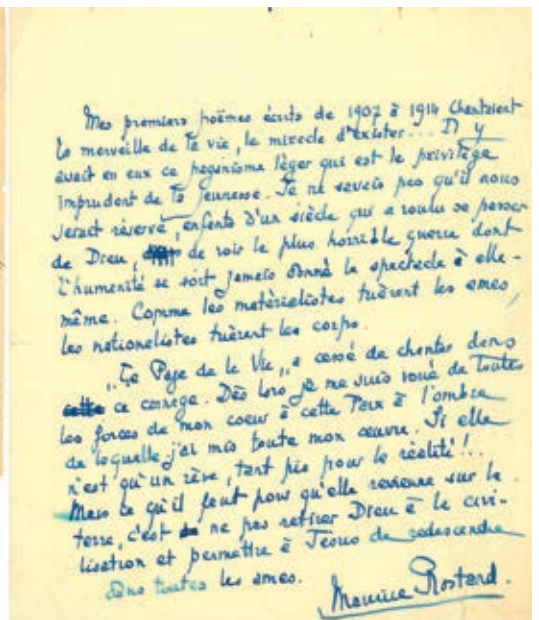 Mes premiers poëmes écrits de 1907 à 1914 chantaient
la merveille de la vie, le miracle d'exister... Il y
avait en eux ce paganisme léger qui est le privilège
imprudent de la jeunesse. Je ne savais pas qu'il nous
serait réservé, enfants d'un siècle qui a voulu se passer
de Dieu, de voir le plus horrible guerre dont
l'humanité se soit jamais donné le spectacle à elle-
même. Comme les matérialistes tuèrent les âmes,
les nationalistes tuèrent les corps.
"Le Page de la Vie" a cessé de chanter dans
ce carnage. Dès lors je me suis voué de toutes
les forces de mon coeur à cette Paix à l'ombre
de laquelle j'ai mis toute mon œuvre. Si elle
n'est qu'un rêve, tant pis pour la réalité!..
Mais ce qu'il faut pour qu'elle revienne sur la
terre, c'est ne pas retirer Dieu à la civi-
lisation et permettre à Jésus de redescendre
dans toutes les âmes.
Maurice Rostand.